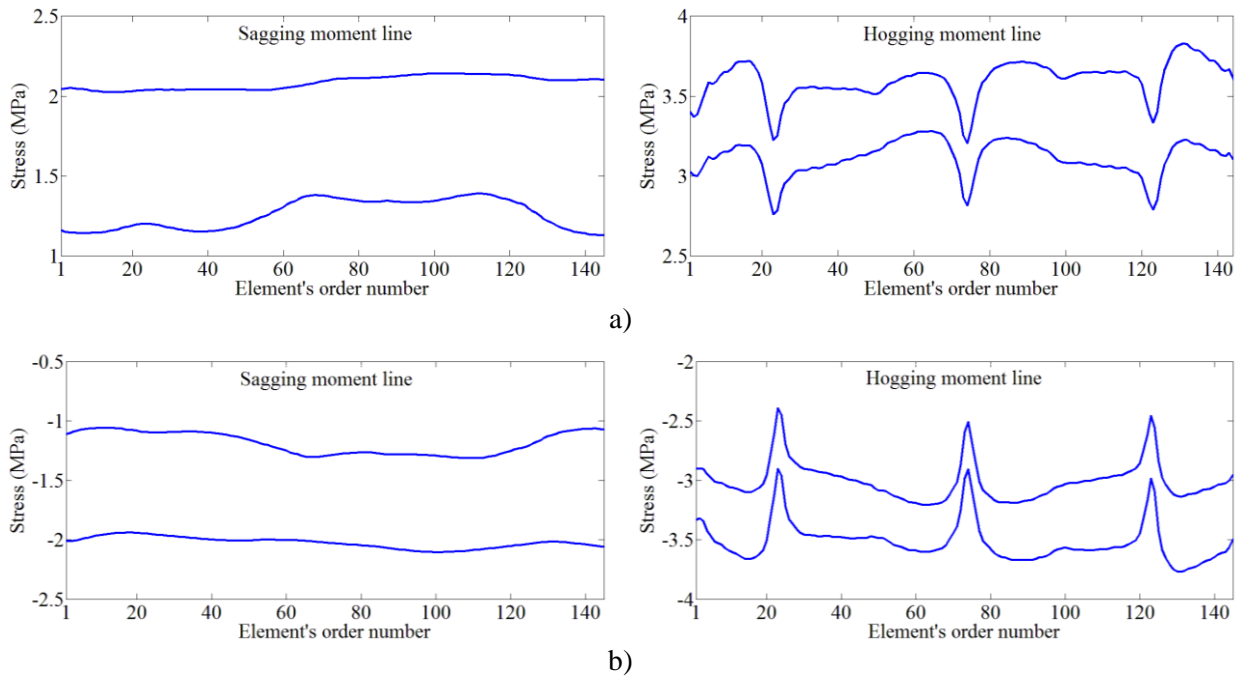 Sagging moment line
Stress (MPa)
2.5
2
1.5
1
1 20 40 60 80 100 120 140
Element's order number
Hogging moment line
Stress (MPa)
4
3.5
3
2.5
1 20 40 60 80 100 120 140
Element's order number
a)
Sagging moment line
Stress (MPa)
-0.5
-1
-1.5
-2
-2.5
1 20 40 60 80 100 120 140
Element's order number
Hogging moment line
Stress (MPa)
-2
-2.5
-3
-3.5
-4
1 20 40 60 80 100 120 140
Element's order number
b)